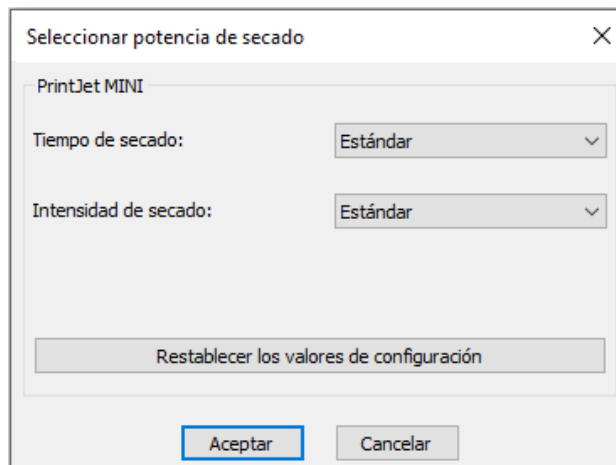 Seleccionar potencia de secado
PrintJet MINI
Tiempo de secado: Estándar
Intensidad de secado: Estándar
Restablecer los valores de configuración
Aceptar Cancelar